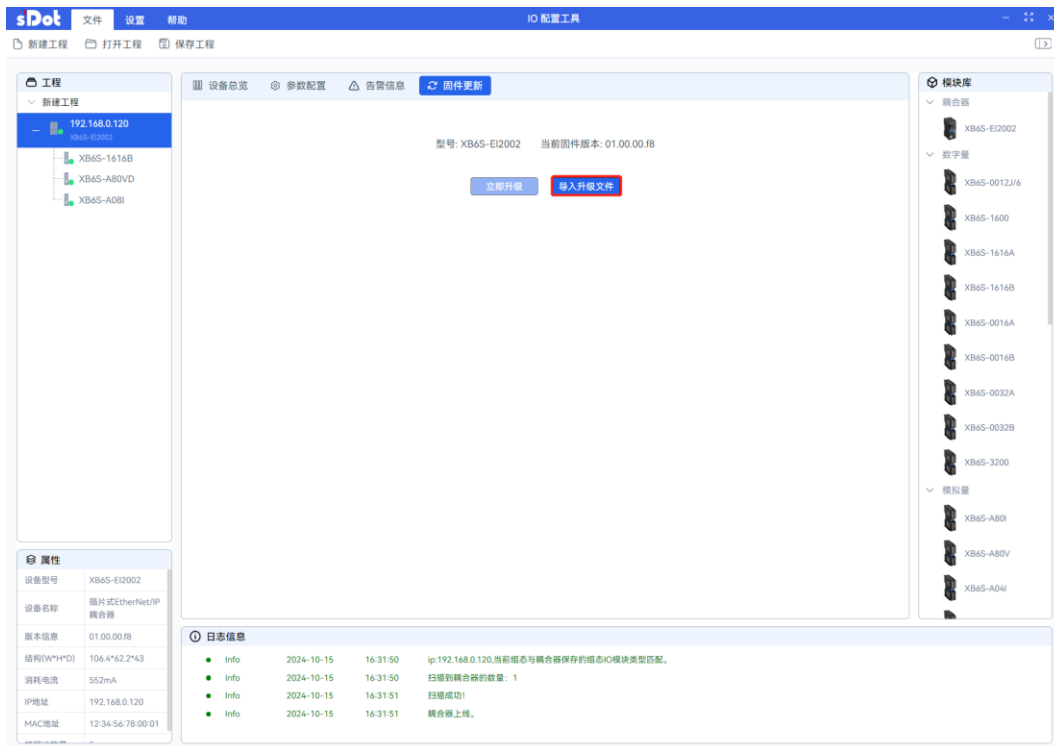 sDot 文件 设置 帮助 IO 配置工具
新建工程 打开工程 保存工程
工程
新建工程
192.168.0.120
XB6S-EI2002
XB6S-1616B
XB6S-A80VD
XB6S-A08I
设备总览 参数配置 告警信息 固件更新
型号: XB6S-EI2002 当前固件版本: 01.00.00.f8
立即升级 导入升级文件
模块库
耦合器
XB6S-EI2002
数字量
XB6S-0012J/6
XB6S-1600
XB6S-1616A
XB6S-1616B
XB6S-0016A
XB6S-0016B
XB6S-0032A
XB6S-0032B
XB6S-3200
模拟量
XB6S-A80I
XB6S-A80V
XB6S-A04I
属性
设备型号 XB6S-EI2002
设备名称 插片式EtherNet/IP
耦合器
版本信息 01.00.00.f8
结构(W*H*D) 106.4*62.2*43
消耗电流 552mA
IP地址 192.168.0.120
MAC地址 12:34:56:78:00:01
日志信息
Info 2024-10-15 16:31:50 ip:192.168.0.120,当前组态与耦合器保存的组态IO模块类型匹配。
Info 2024-10-15 16:31:50 扫描到耦合器的数量: 1
Info 2024-10-15 16:31:51 扫描成功!
Info 2024-10-15 16:31:51 耦合器上线。